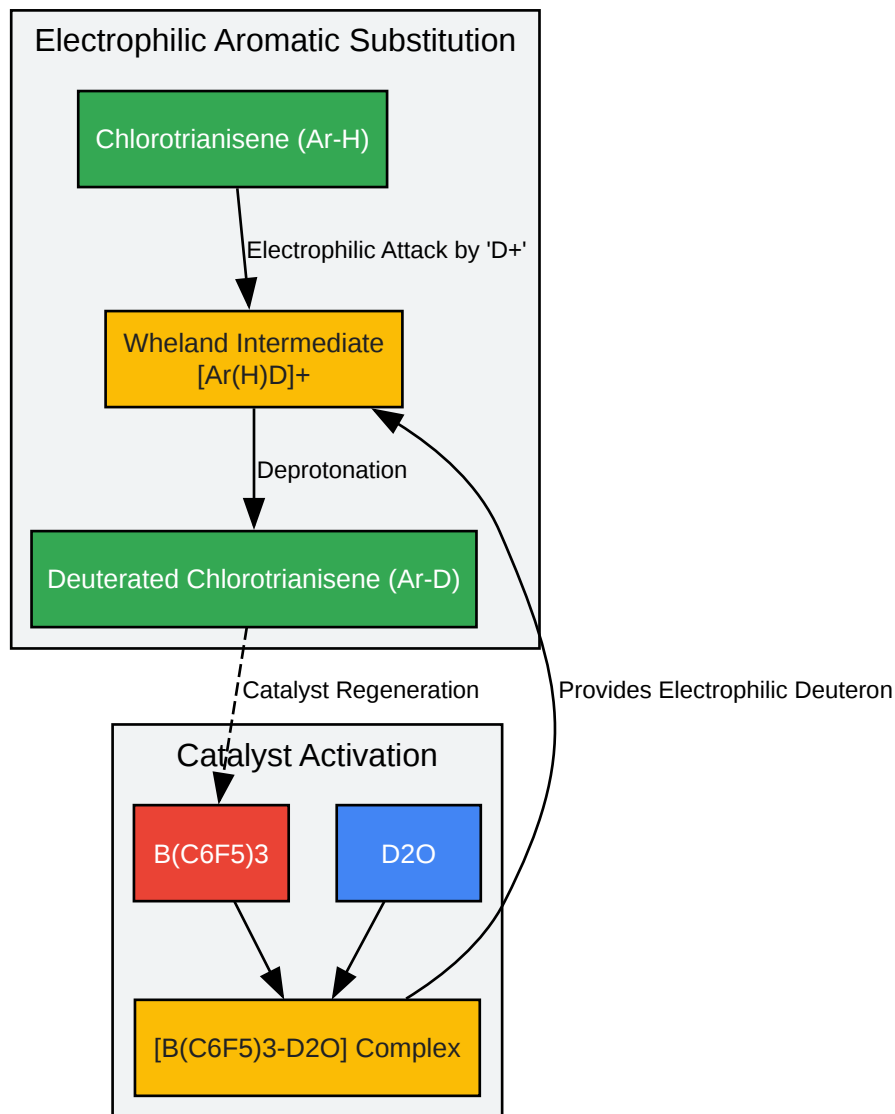 Electrophilic Aromatic Substitution
Chlorotrianisene (Ar-H)
Electrophilic Attack by 'D+'
Wheland Intermediate
[Ar(H)D]+
Deprotonation
Deuterated Chlorotrianisene (Ar-D)
Catalyst Regeneration
Provides Electrophilic Deuteron
Catalyst Activation
B(C6F5)3
D2O
[B(C6F5)3-D2O] Complex